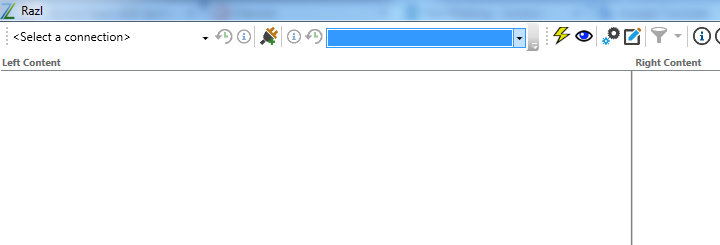 Razl
<Select a connection>
Left Content
Right Content